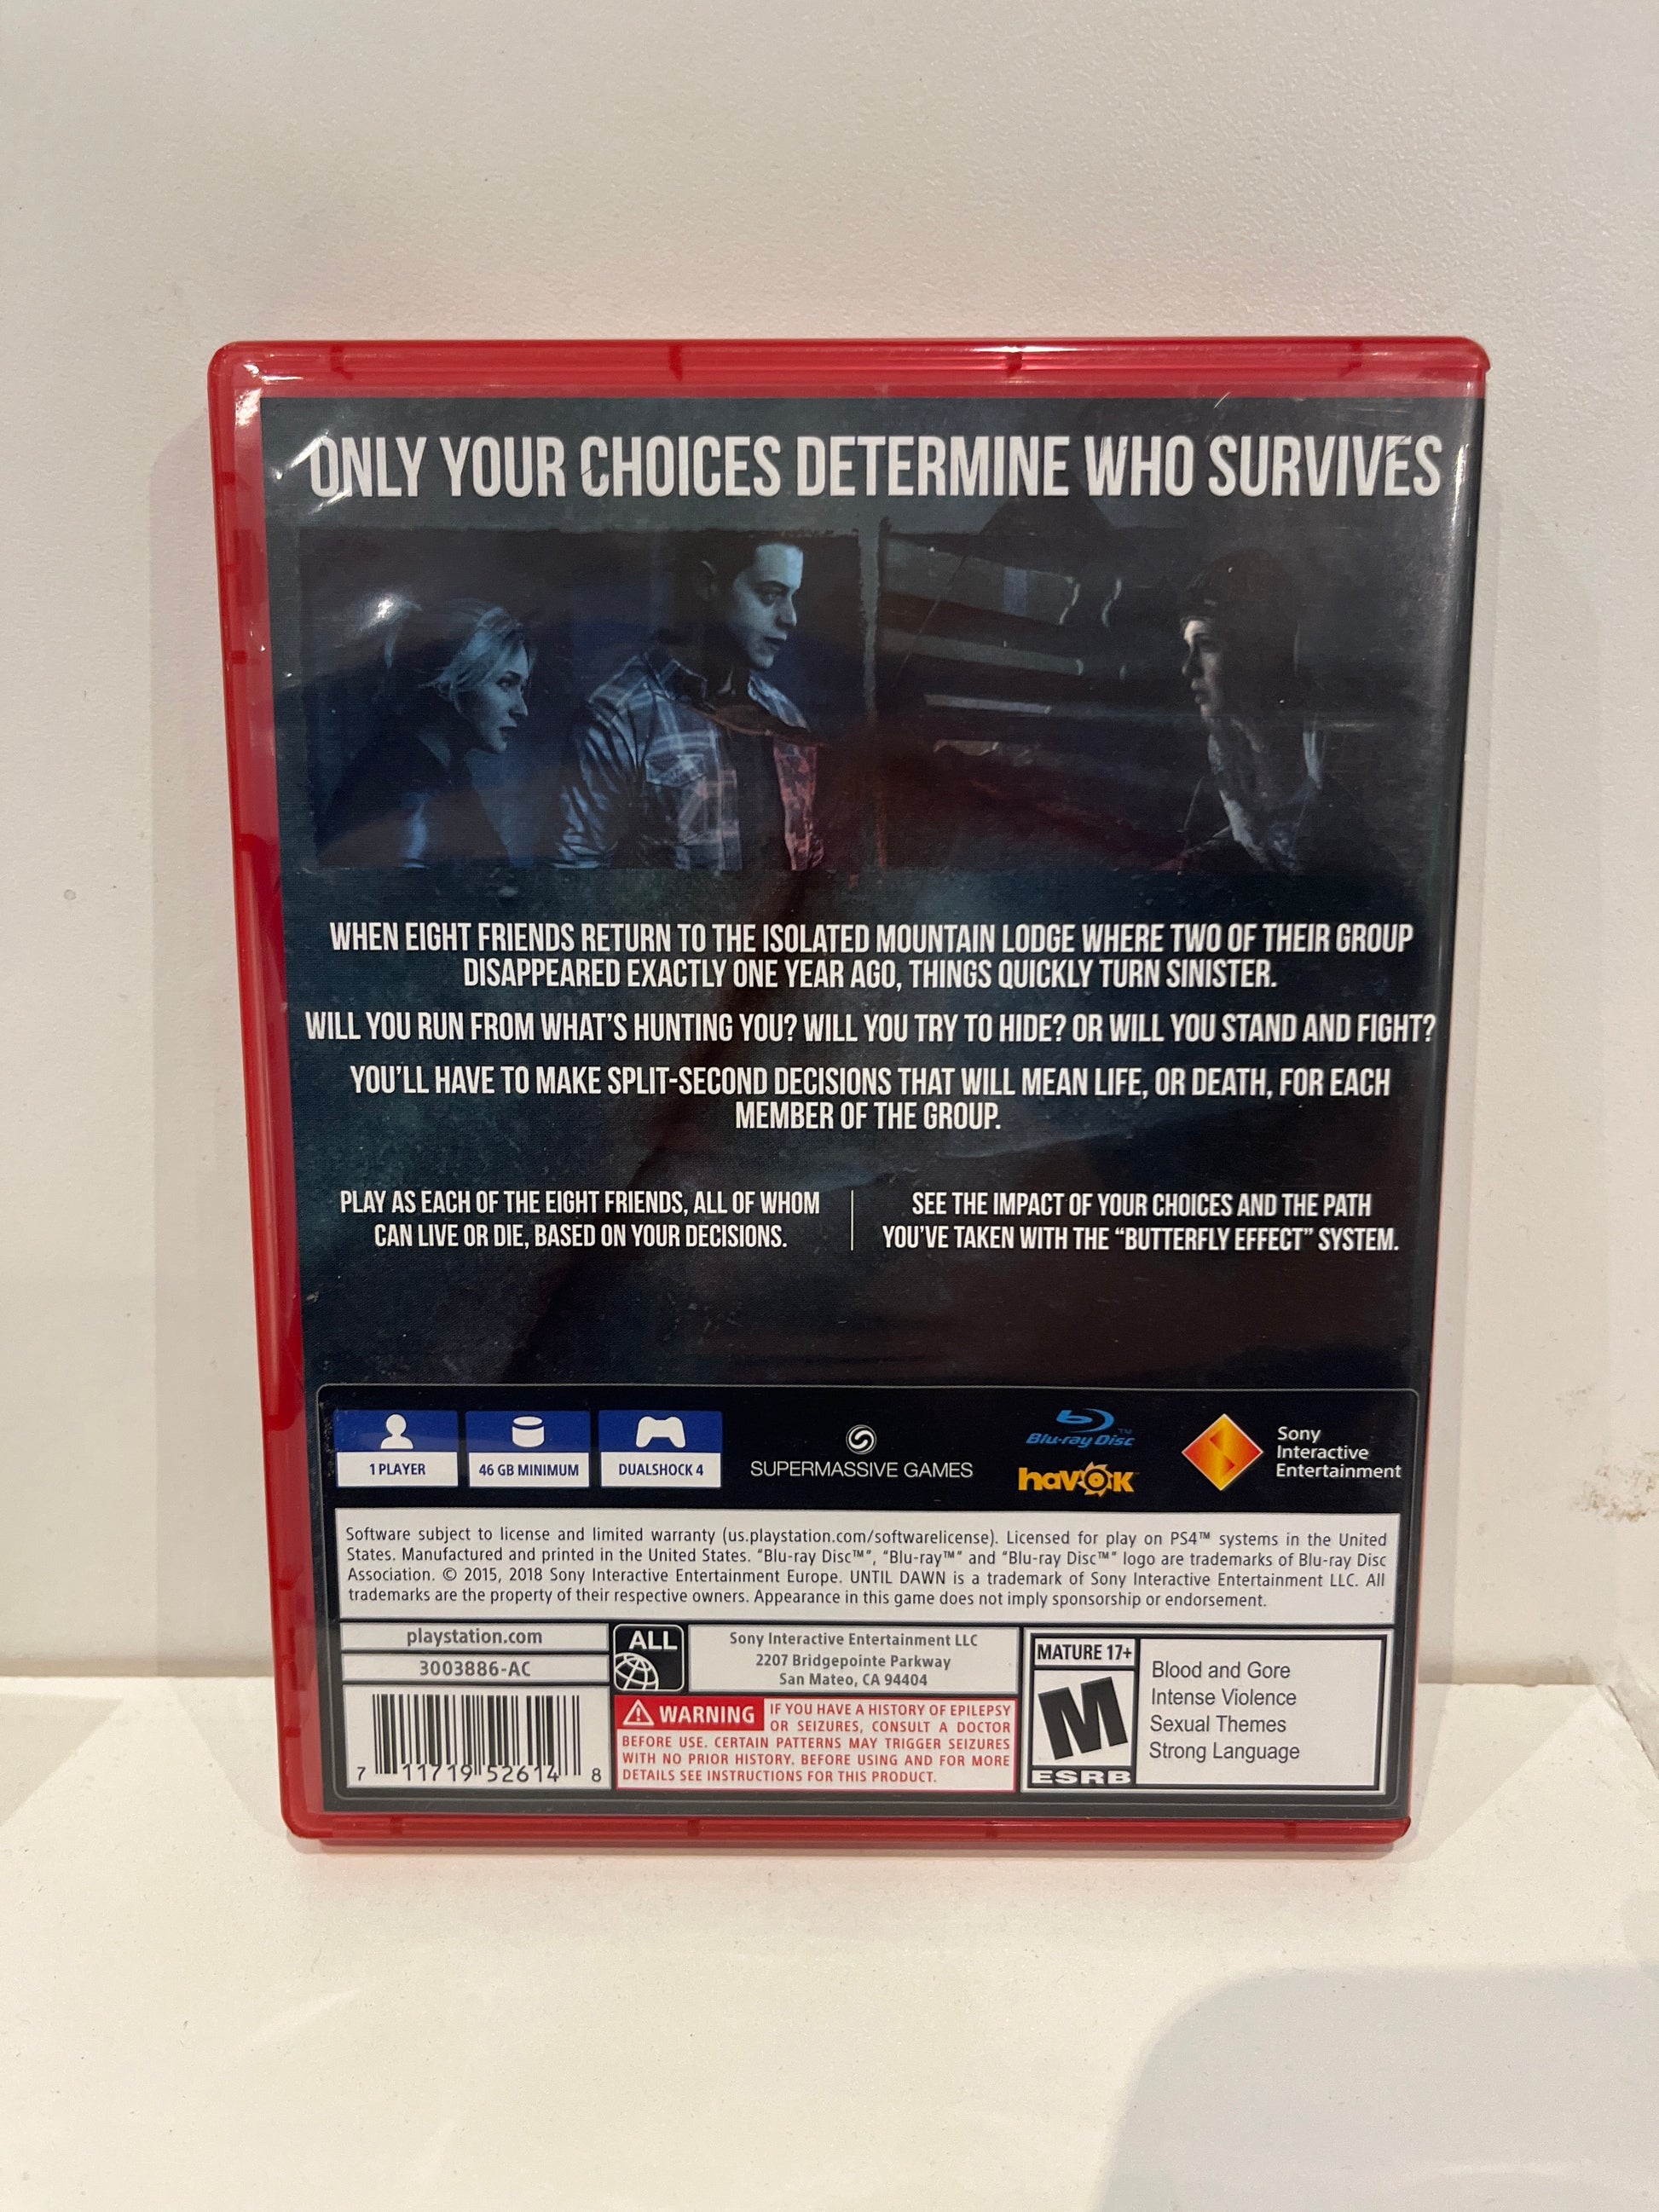 ONLY YOUR CHOICES DETERMINE WHO SURVIVES
WHEN EIGHT FRIENDS RETURN TO THE ISOLATED MOUNTAIN LODGE WHERE TWO OF THEIR GROUP
DISAPPEARED EXACTLY ONE YEAR AGO, THINGS QUICKLY TURN SINISTER.
WILL YOU RUN FROM WHAT'S HUNTING YOU? WILL YOU TRY TO HIDE? OR WILL YOU STAND AND FIGHT?
YOU'LL HAVE TO MAKE SPLIT-SECOND DECISIONS THAT WILL MEAN LIFE, OR DEATH, FOR EACH
MEMBER OF THE GROUP.
PLAY AS EACH OF THE EIGHT FRIENDS, ALL OF WHOM
CAN LIVE OR DIE, BASED ON YOUR DECISIONS.
SEE THE IMPACT OF YOUR CHOICES AND THE PATH
YOU'VE TAKEN WITH THE “BUTTERFLY EFFECT” SYSTEM.
1 PLAYER
46 GB MINIMUM
DUALSHOCK 4
SUPERMASSIVE GAMES
Blu-ray Disc™
havok
Sony
Interactive
Entertainment
Software subject to license and limited warranty (us.playstation.com/softwarelicense). Licensed for play on PS4™ systems in the United
States. Manufactured and printed in the United States. "Blu-ray Disc™", "Blu-ray™" and "Blu-ray Disc™" logo are trademarks of Blu-ray Disc
Association. © 2015, 2018 Sony Interactive Entertainment Europe. UNTIL DAWN is a trademark of Sony Interactive Entertainment LLC. All
trademarks are the property of their respective owners. Appearance in this game does not imply sponsorship or endorsement.
playstation.com
3003886-AC
7 11719 52614 8
ALL
Sony Interactive Entertainment LLC
2207 Bridgepointe Parkway
San Mateo, CA 94404
WARNING IF YOU HAVE A HISTORY OF EPILEPSY
OR SEIZURES, CONSULT A DOCTOR
BEFORE USE. CERTAIN PATTERNS MAY TRIGGER SEIZURES
WITH NO PRIOR HISTORY. BEFORE USING AND FOR MORE
DETAILS SEE INSTRUCTIONS FOR THIS PRODUCT.
MATURE 17+
M
ESRB
Blood and Gore
Intense Violence
Sexual Themes
Strong Language